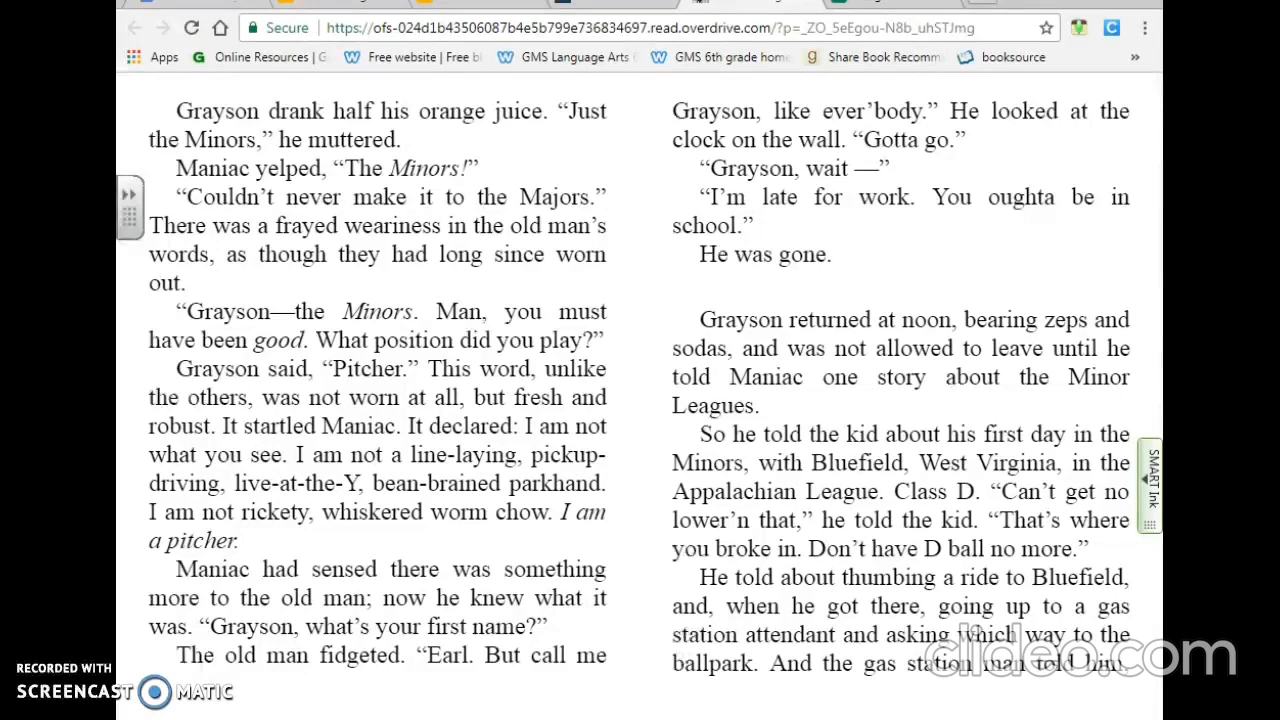 Secure
https://ofs-024d1b43506087b4e5b799e736834697.read.overdrive.com/?p=_ZO_5eEgou-N8b_uhSTJmg
Apps Online Resources | G Free website | Free bl GMS Language Arts GMS 6th grade home Share Book Recomm booksource »
Grayson drank half his orange juice. “Just
the Minors,” he muttered.
Maniac yelped, “The Minors!”
“Couldn’t never make it to the Majors.”
There was a frayed weariness in the old man’s
words, as though they had long since worn
out.
“Grayson—the Minors. Man, you must
have been good. What position did you play?”
Grayson said, “Pitcher.” This word, unlike
the others, was not worn at all, but fresh and
robust. It startled Maniac. It declared: I am not
what you see. I am not a line-laying, pickup-
driving, live-at-the-Y, bean-brained parkhand.
I am not rickety, whiskered worm chow. I am
a pitcher.
Maniac had sensed there was something
more to the old man; now he knew what it
was. “Grayson, what’s your first name?”
The old man fidgeted. “Earl. But call me
Grayson, like ever’body.” He looked at the
clock on the wall. “Gotta go.”
“Grayson, wait —”
“I’m late for work. You oughta be in
school.”
He was gone.
Grayson returned at noon, bearing zeps and
sodas, and was not allowed to leave until he
told Maniac one story about the Minor
Leagues.
So he told the kid about his first day in the
Minors, with Bluefield, West Virginia, in the
Appalachian League. Class D. “Can’t get no
lower’n that,” he told the kid. “That’s where
you broke in. Don’t have D ball no more.”
He told about thumbing a ride to Bluefield,
and, when he got there, going up to a gas
station attendant and asking which way to the
ballpark. And the gas station man told him,
SMART Ink
RECORDED WITH
SCREENCAST MATIC
clideo.com